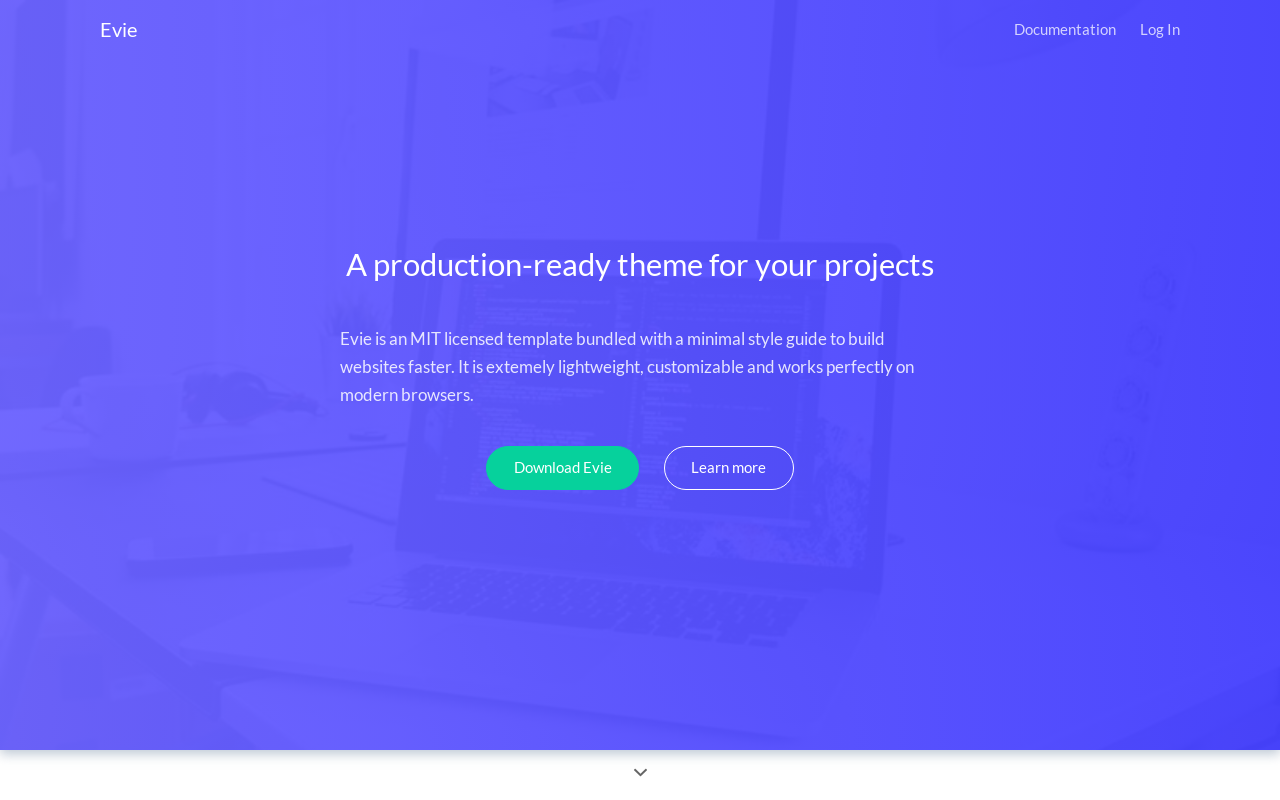 Evie
Documentation
Log In
A production-ready theme for your projects
Evie is an MIT licensed template bundled with a minimal style guide to build
websites faster. It is extemely lightweight, customizable and works perfectly on
modern browsers.
Download Evie
Learn more